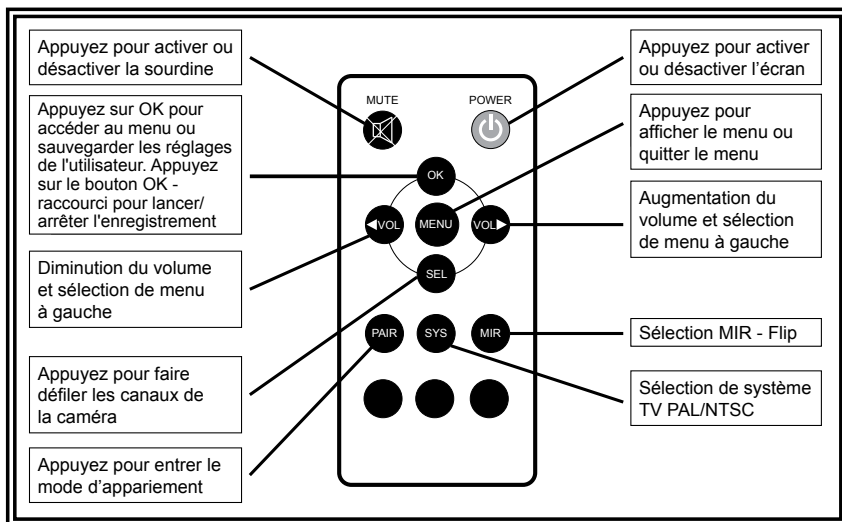 Appuyez pour activer ou
désactiver la sourdine
Appuyez sur OK pour
accéder au menu ou
sauvegarder les réglages
de l'utilisateur. Appuyez
sur le bouton OK -
raccourci pour lancer/
arrêter l'enregistrement
Diminution du volume
et sélection de menu
à gauche
Appuyez pour faire
défiler les canaux de
la caméra
Appuyez pour entrer le
mode d’appariement
MUTE
POWER
OK
VOL
MENU
VOL
SEL
PAIR
SYS
MIR
Appuyez pour activer
ou désactiver l’écran
Appuyez pour
afficher le menu ou
quitter le menu
Augmentation du
volume et sélection
de menu à gauche
Sélection MIR - Flip
Sélection de système
TV PAL/NTSC